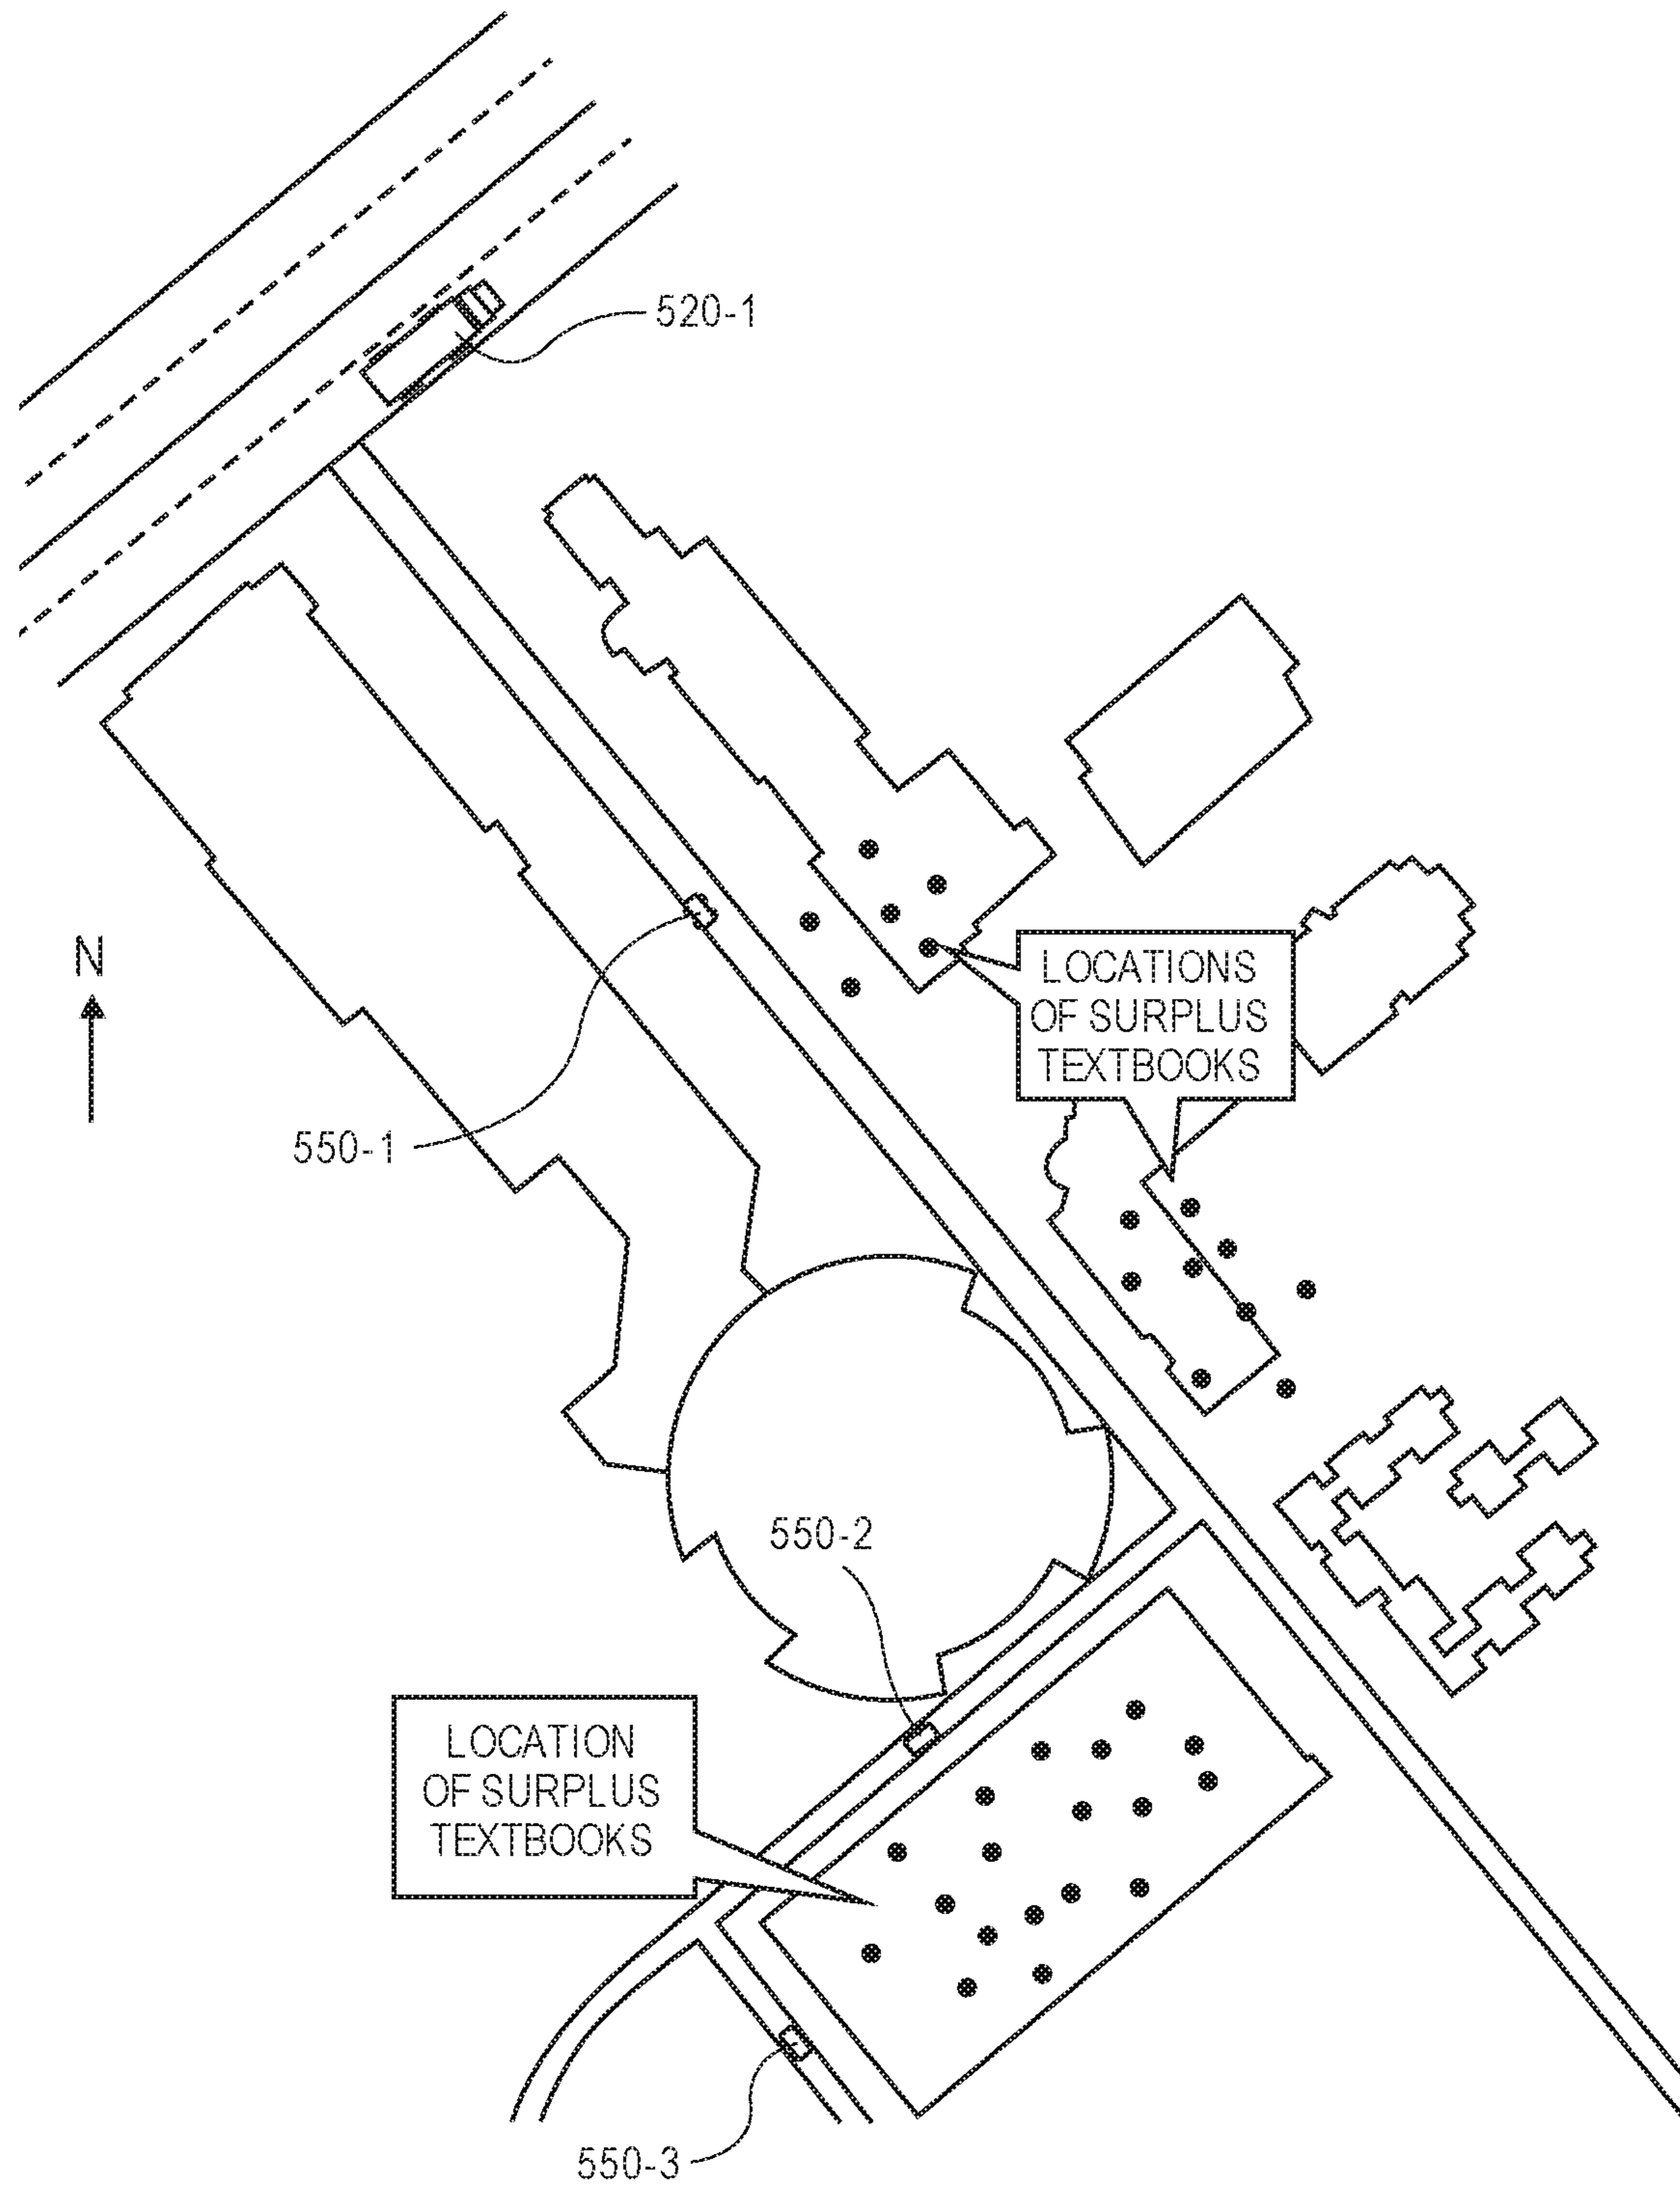 520-1
N
LOCATIONS
OF SURPLUS
TEXTBOOKS
550-1
550-2
LOCATION
OF SURPLUS
TEXTBOOKS
550-3